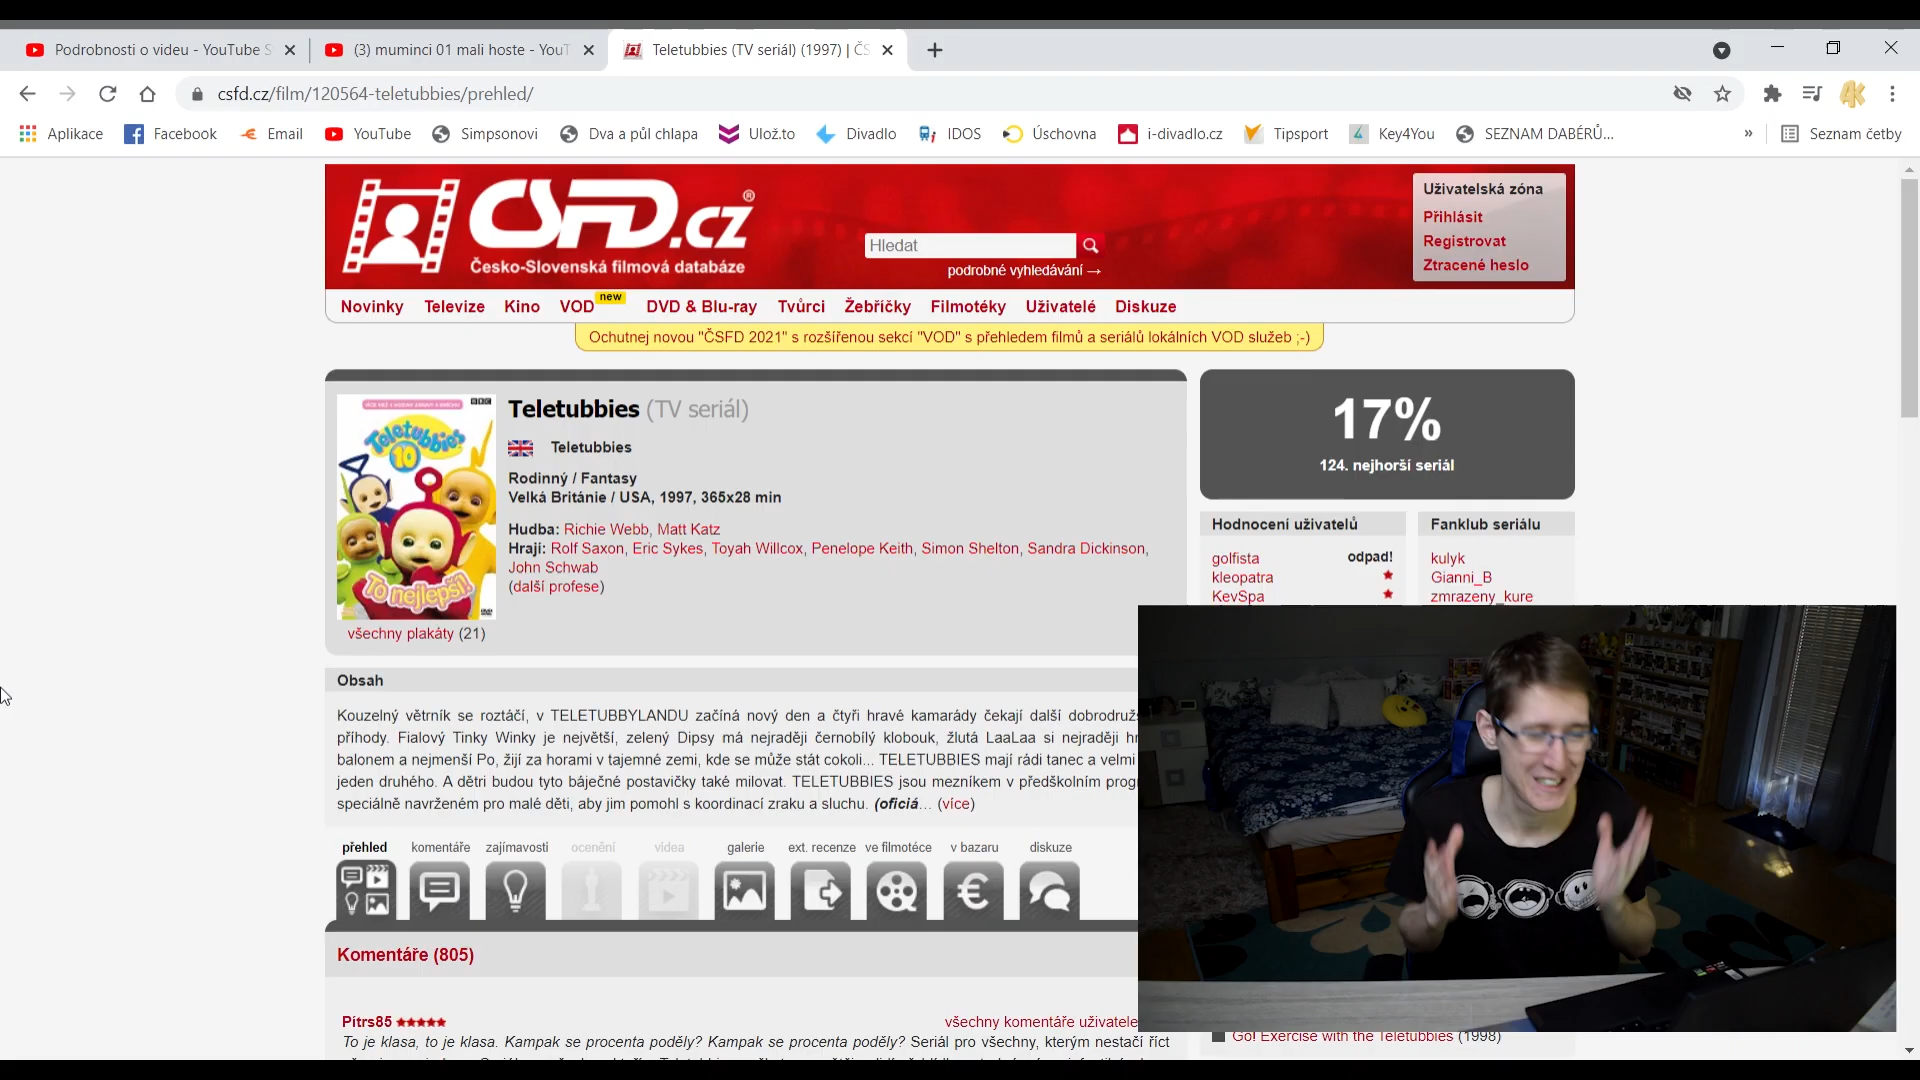 Podrobnosti o videu - YouTube S
(3) muminci 01 mali hoste - YouT
Teletubbies (TV seriál) (1997) | ČS
csfd.cz/film/120564-teletubbies/prehled/
4K
Aplikace
Facebook
Email
YouTube
Simpsonovi
Dva a půl chlapa
Ulož.to
Divadlo
IDOS
Úschovna
i-divadlo.cz
Tipsport
Key4You
SEZNAM DABÉRŮ...
»
Seznam četby
CSFD.cz®
Česko-Slovenská filmová databáze
Hledat
podrobné vyhledávání →
Uživatelská zóna
Přihlásit
Registrovat
Ztracené heslo
Novinky
Televize
Kino
VOD new
DVD & Blu-ray
Tvůrci
Žebříčky
Filmotéky
Uživatelé
Diskuze
Ochutnej novou "ČSFD 2021" s rozšířenou sekcí "VOD" s přehledem filmů a seriálů lokálních VOD služeb ;-)
BBC
Teletubbies
10
To nejlepší!
všechny plakáty (21)
Teletubbies (TV seriál)
Teletubbies
Rodinný / Fantasy
Velká Británie / USA, 1997, 365x28 min
Hudba: Richie Webb, Matt Katz
Hrají: Rolf Saxon, Eric Sykes, Toyah Willcox, Penelope Keith, Simon Shelton, Sandra Dickinson,
John Schwab
(další profese)
17%
124. nejhorší seriál
Hodnocení uživatelů
golfista odpad!
kleopatra ★
KevSpa ★
Fanklub seriálu
kulyk
Gianni_B
zmrazeny_kure
Obsah
Kouzelný větrník se roztáčí, v TELETUBBYLANDU začíná nový den a čtyři hravé kamarády čekají další dobrodruž
příhody. Fialový Tinky Winky je největší, zelený Dipsy má nejraději černobílý klobouk, žlutá LaaLaa si nejraději hr
balonem a nejmenší Po, žijí za horami v tajemné zemi, kde se může stát cokoli... TELETUBBIES mají rádi tanec a velmi
jeden druhého. A dětri budou tyto báječné postavičky také milovat. TELETUBBIES jsou mezníkem v předškolním progr
speciálně navrženém pro malé děti, aby jim pomohl s koordinací zraku a sluchu. (oficiá... (více)
přehled
komentáře
zajímavosti
ocenění
videa
galerie
ext. recenze
ve filmotéce
v bazaru
diskuze
Komentáře (805)
Pítrs85 ★★★★★
všechny komentáře uživatele
To je klasa, to je klasa. Kampak se procenta poděly? Kampak se procenta poděly? Seriál pro všechny, kterým nestačí říct
Go! Exercise with the Teletubbies (1998)